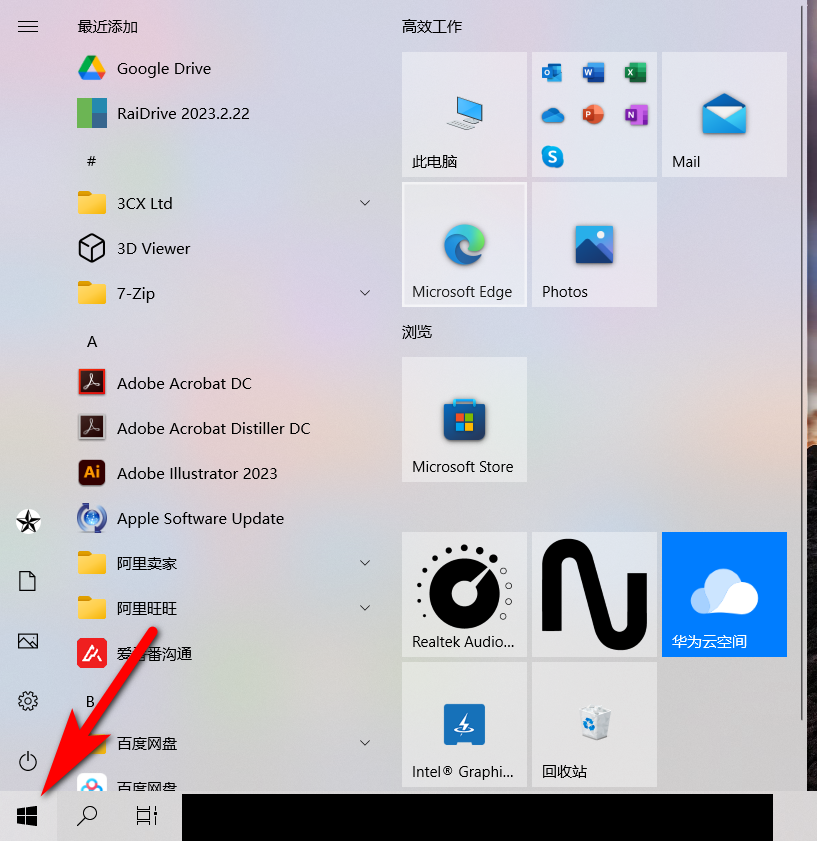 最近添加
Google Drive
RaiDrive 2023.2.22
#
3CX Ltd
3D Viewer
7-Zip
A
Adobe Acrobat DC
Adobe Acrobat Distiller DC
Ai
Adobe Illustrator 2023
Apple Software Update
阿里卖家
阿里旺旺
爱番番沟通
B
百度网盘
百度网盘
高效工作
此电脑
Mail
Microsoft Edge
Photos
浏览
Microsoft Store
Realtek Audio...
华为云空间
Intel® Graphi...
回收站